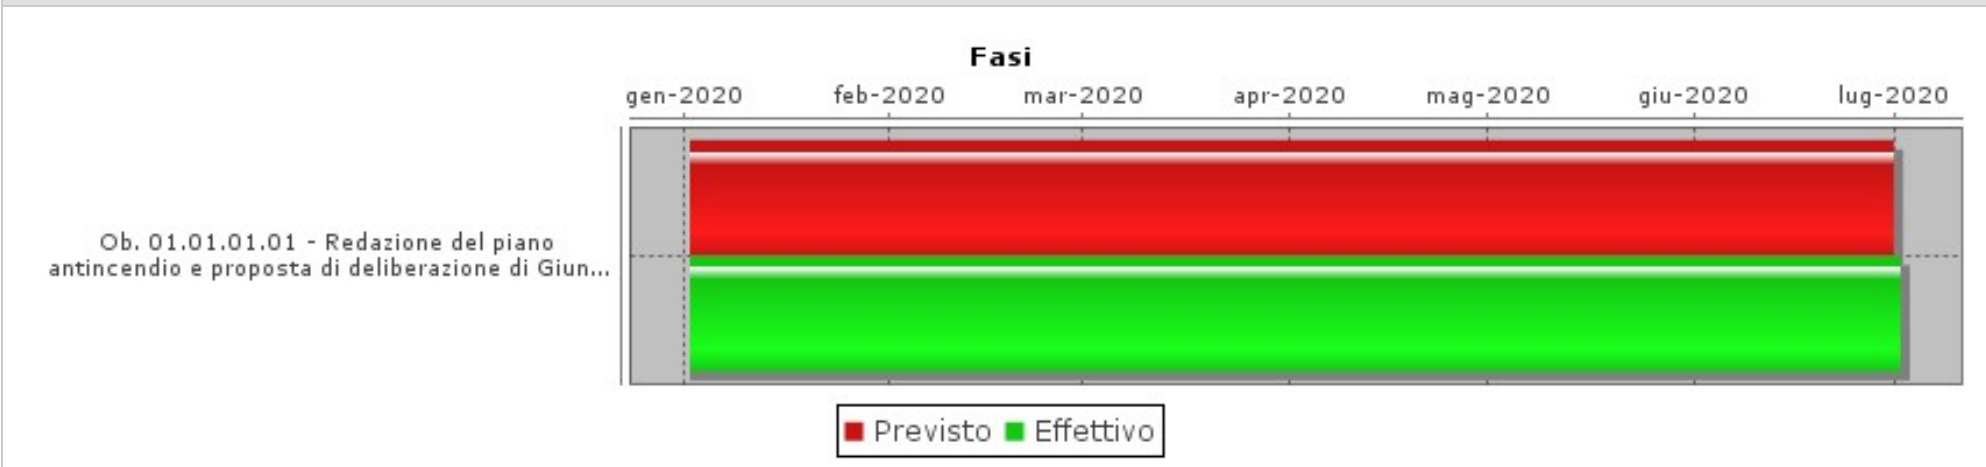 Fasi
gen-2020 feb-2020 mar-2020 apr-2020 mag-2020 giu-2020 lug-2020
Ob. 01.01.01.01 - Redazione del piano
antincendio e proposta di deliberazione di Giun...
Previsto Effettivo